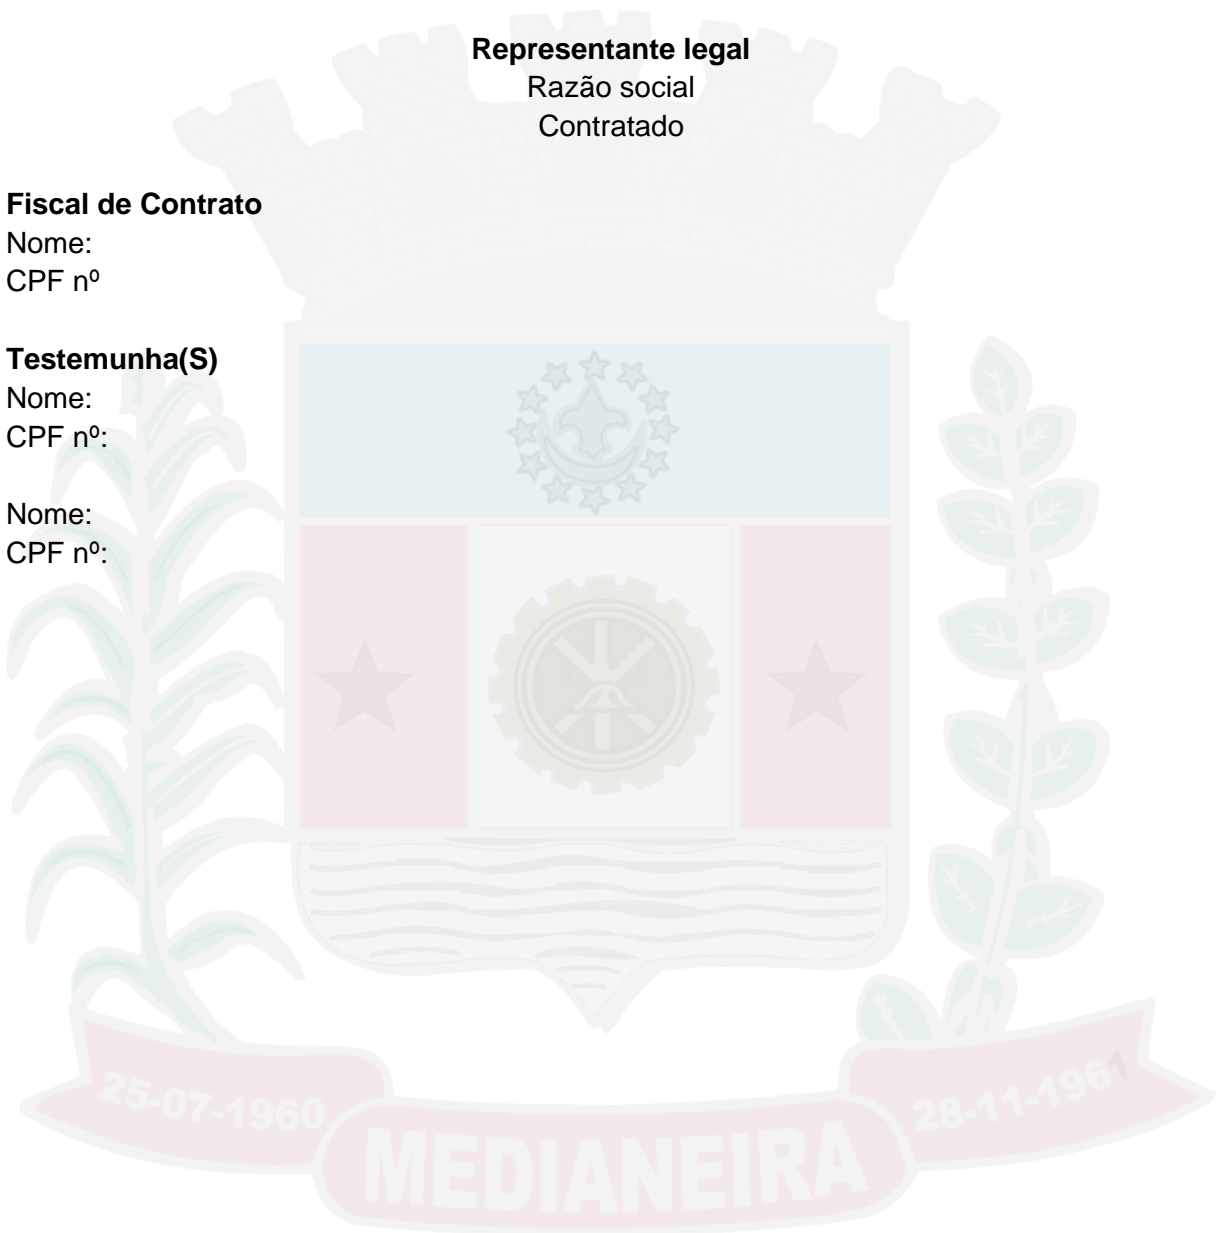 Representante legal
Razão social
Contratado
Fiscal de Contrato
Nome:
CPF nº
Testemunha(S)
Nome:
CPF nº:
Nome:
CPF nº:
25-07-1960
28-11-1961
MEDIANEIRA